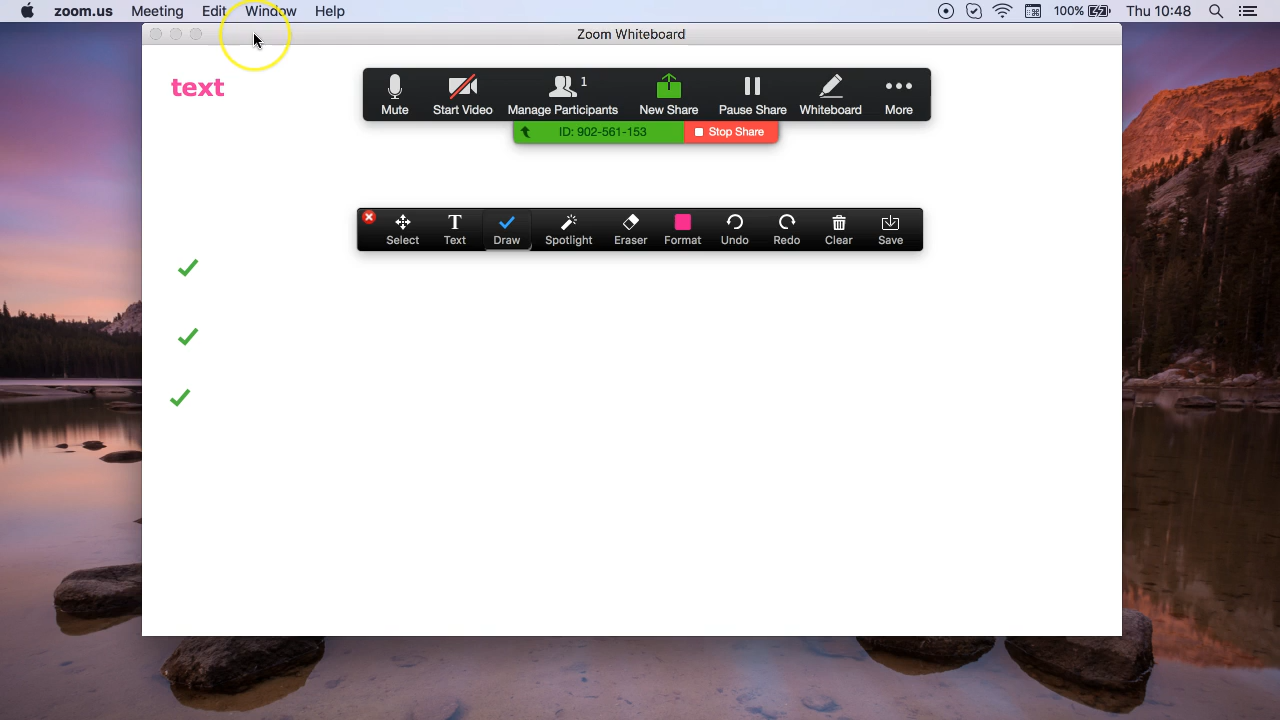 zoom.us Meeting Edit Window Help 100% Thu 10:48
Zoom Whiteboard
text
Mute Start Video Manage Participants 1 New Share Pause Share Whiteboard More
ID: 902-561-153 Stop Share
Select Text Draw Spotlight Eraser Format Undo Redo Clear Save